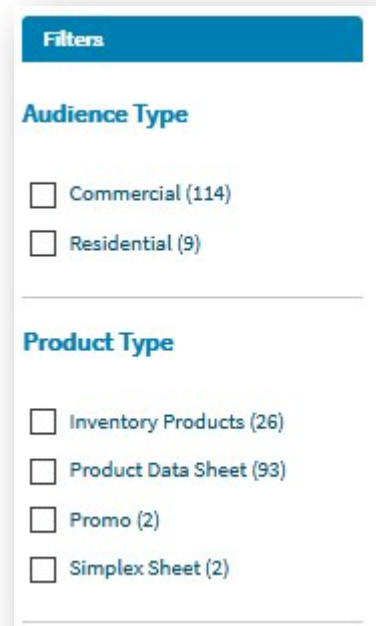 Filters
Audience Type
Commercial (114)
Residential (9)
Product Type
Inventory Products (26)
Product Data Sheet (93)
Promo (2)
Simplex Sheet (2)